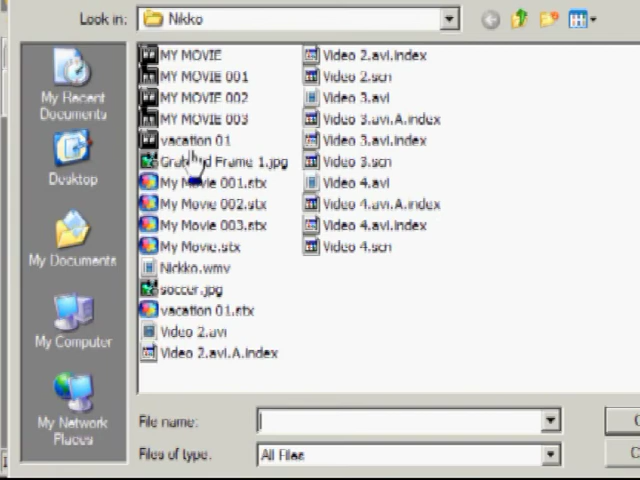 Look in: Nikko
My Recent
Documents
Desktop
My Documents
My Computer
My Network
Places
MY MOVIE
MY MOVIE 001
MY MOVIE 002
MY MOVIE 003
vacation 01
Frame 1.jpg
My Movie 001.stx
My Movie 002.stx
My Movie 003.stx
My Movie.stx
Nickko.wmv
soccer.jpg
vacation 01.stx
Video 2.avi
Video 2.avi.A.index
Video 2.avi.index
Video 2.scn
Video 3.avi
Video 3.avi.A.index
Video 3.avi.index
Video 3.scn
Video 4.avi
Video 4.avi.A.index
Video 4.avi.index
Video 4.scn
File name:
Files of type: All Files